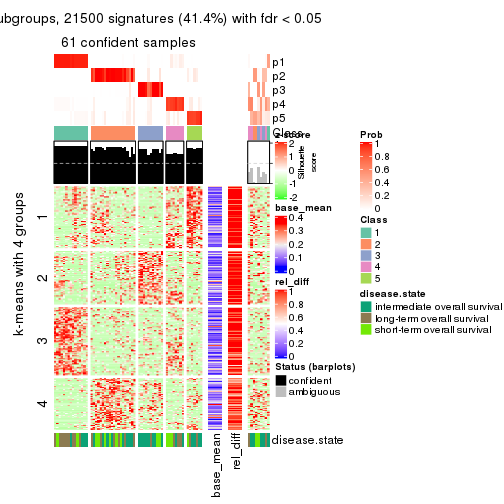 ubgroups, 21500 signatures (41.4%) with fdr < 0.05
61 confident samples
p1
p2
p3
p4
p5
Class
z-score
2
1
0
-1
-2
Silhouette
score
base_mean
0.4
0.3
0.2
0.1
0
rel_diff
1
0.8
0.6
0.4
0.2
0
Status (barplots)
confident
ambiguous
Prob
1
0.8
0.6
0.4
0.2
0
Class
1
2
3
4
5
disease.state
intermediate overall survival
long-term overall survival
short-term overall survival
k-means with 4 groups
1
2
3
4
disease.state
base_mean
rel_diff